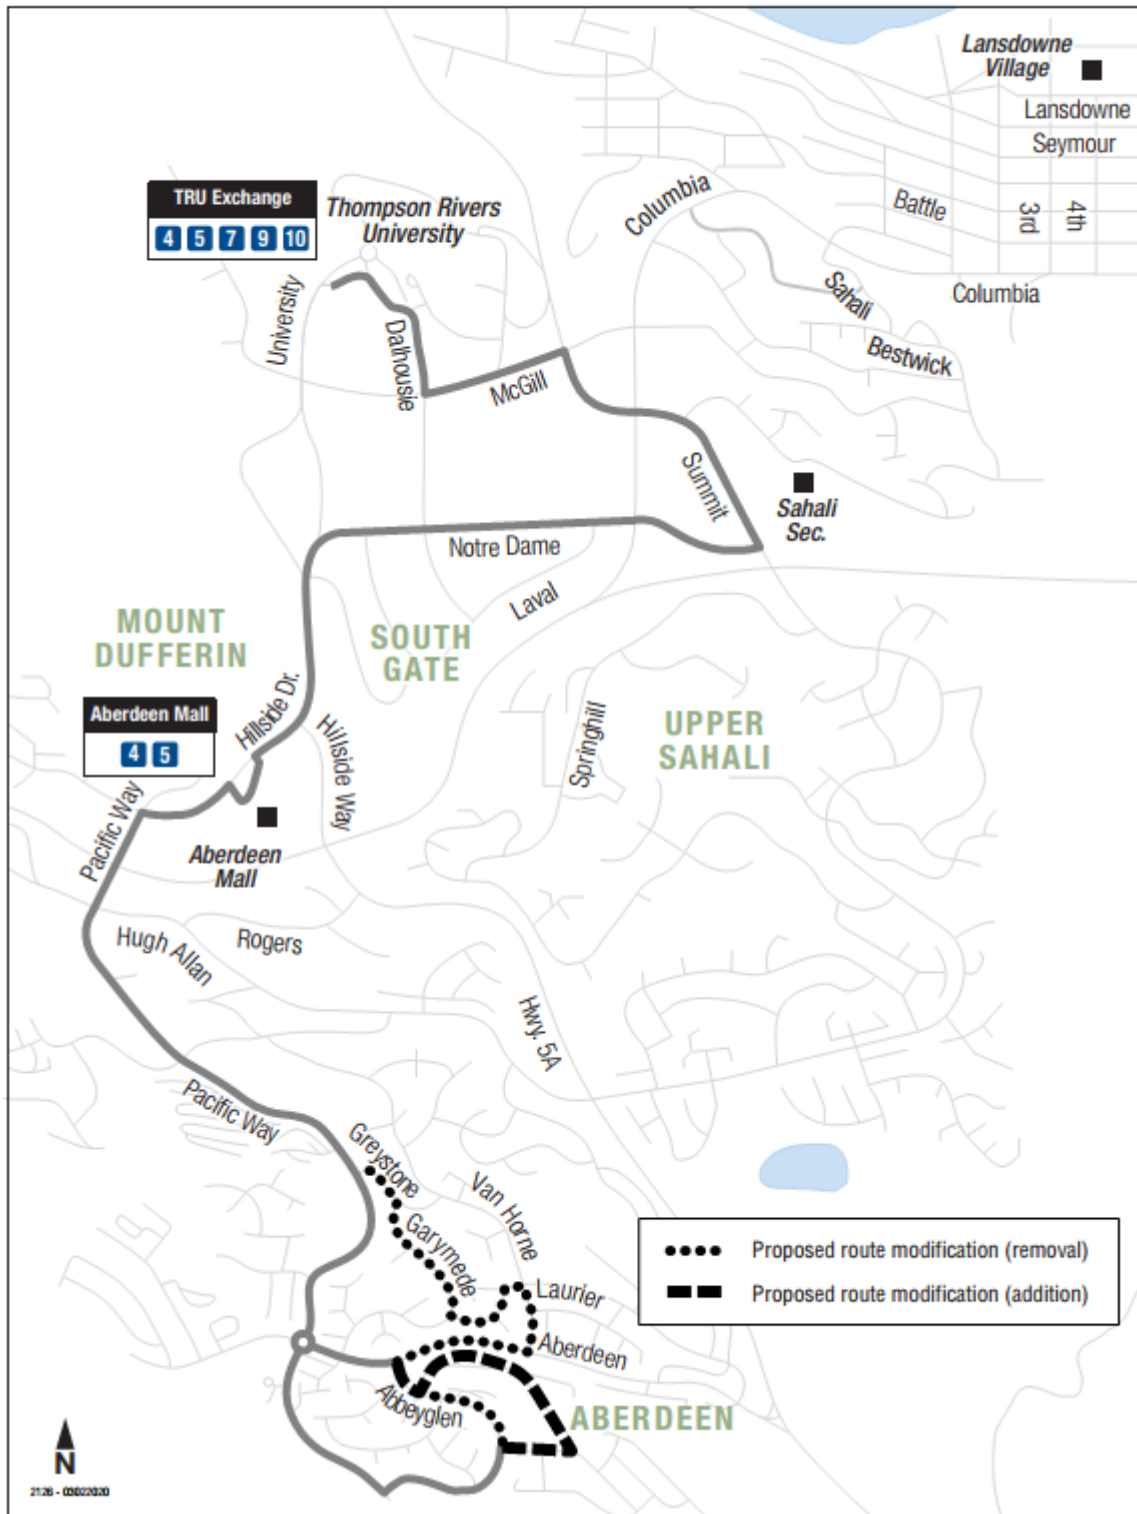 Lansdowne
Village
Lansdowne
Seymour
Columbia
Battle
3rd
4th
TRU Exchange
4 5 7 9 10
Thompson Rivers
University
University
Sahali
Columbia
Bestwick
Dalhousie
McGill
Summit
Sahali
Sec.
Notre Dame
Laval
MOUNT
DUFFERIN
SOUTH
GATE
Hillside Dr.
Aberdeen Mall
4 5
Hillside Way
Springhill
UPPER
SAHALI
Pacific Way
Aberdeen
Mall
Hugh Allan
Rogers
Hwy. 5A
Pacific Way
Greystone
Van Horne
Garymede
Laurier
Proposed route modification (removal)
Proposed route modification (addition)
Aberdeen
Abbeyglen
ABERDEEN
N
2126 - 03022020